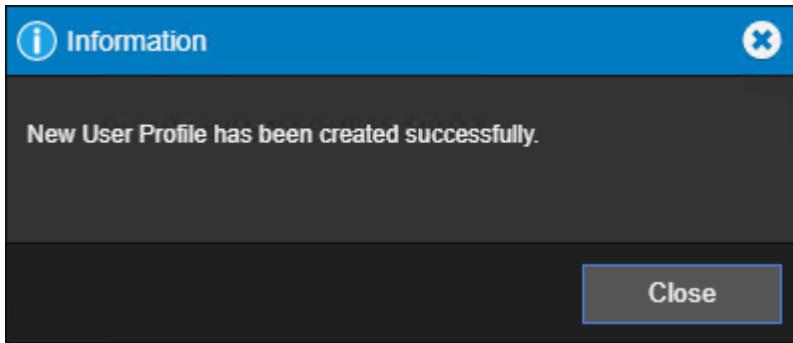 Information
New User Profile has been created successfully.
Close